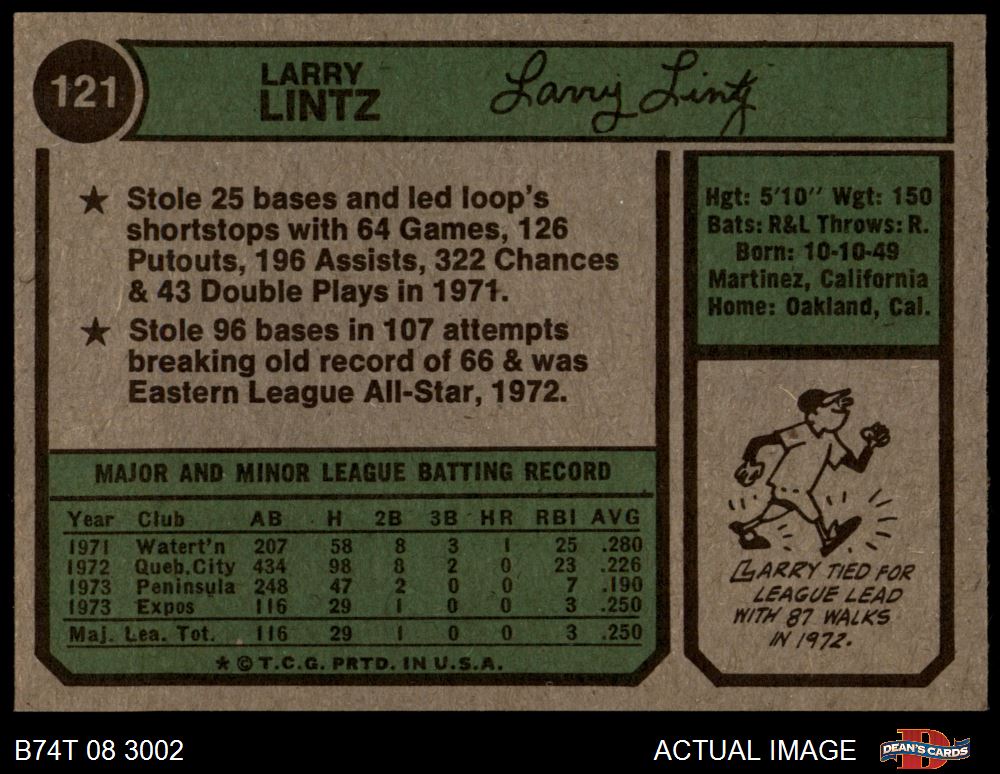 121
LARRY
LINTZ
Larry Lintz
★ Stole 25 bases and led loop's
shortstops with 64 Games, 126
Putouts, 196 Assists, 322 Chances
& 43 Double Plays in 1971.
★ Stole 96 bases in 107 attempts
breaking old record of 66 & was
Eastern League All-Star, 1972.
Hgt: 5'10" Wgt: 150
Bats: R&L Throws: R.
Born: 10-10-49
Martinez, California
Home: Oakland, Cal.
MAJOR AND MINOR LEAGUE BATTING RECORD
Year Club AB H 2B 3B HR RBI AVG
1971 Watert'n 207 58 8 3 1 25 .280
1972 Queb.City 434 98 8 2 0 23 .226
1973 Peninsula 248 47 2 0 0 7 .190
1973 Expos 116 29 1 0 0 3 .250
Maj. Lea. Tot. 116 29 1 0 0 3 .250
★ © T.C.G. PRTD. IN U.S.A.
LARRY TIED FOR
LEAGUE LEAD
WITH 87 WALKS
IN 1972.
B74T 08 3002
ACTUAL IMAGE
DEAN'S CARDS